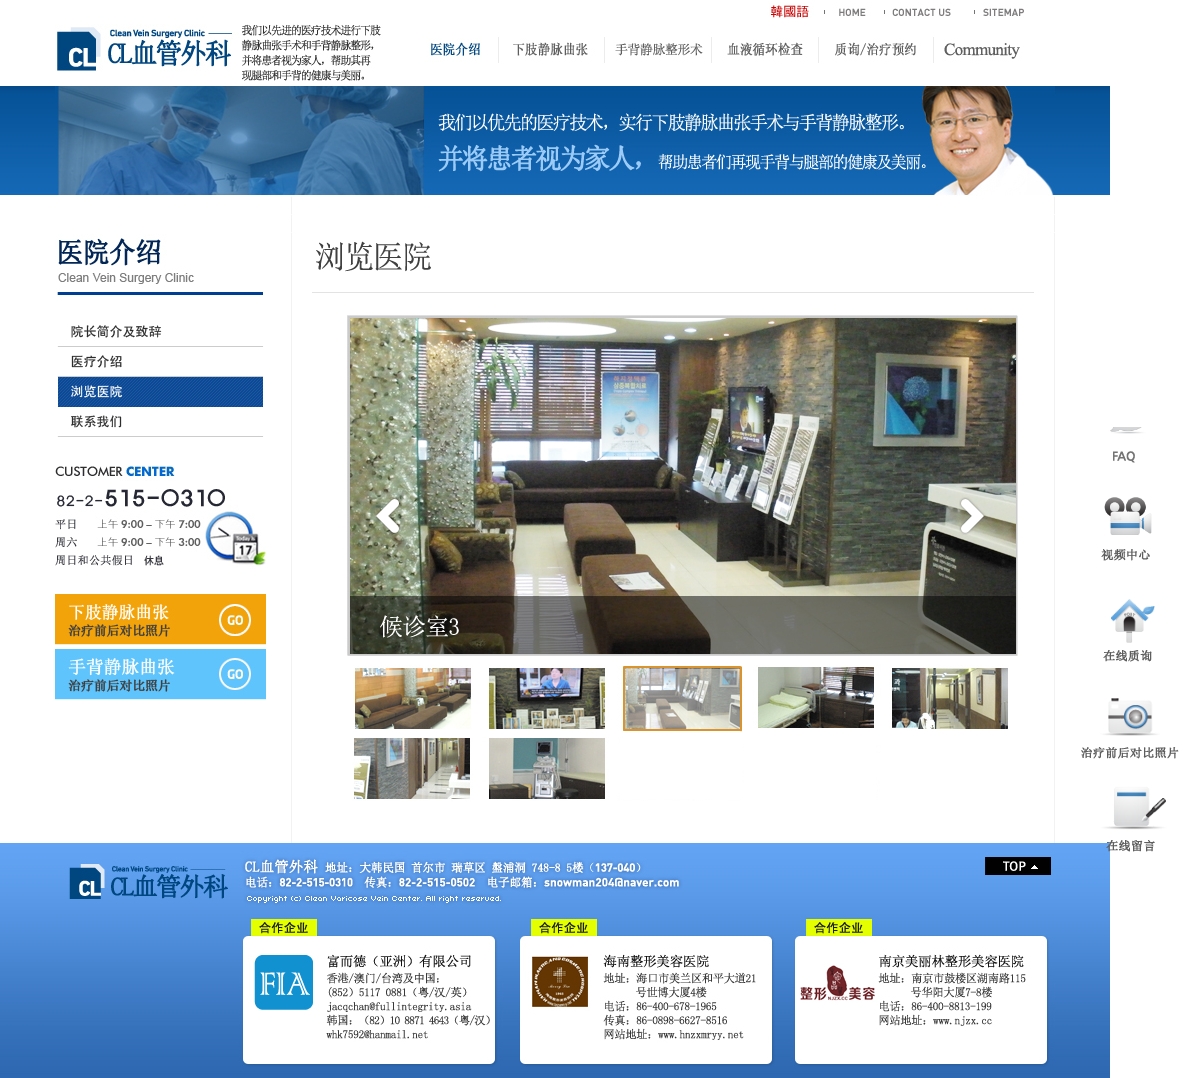 韓國語
HOME
CONTACT US
SITEMAP
CL
Clean Vein Surgery Clinic
CL血管外科
我们以先进的医疗技术进行下肢
静脉曲张手术和手背静脉整形，
并将患者视为家人，帮助其再
现腿部和手背的健康与美丽。
医院介绍
下肢静脉曲张
手背静脉整形术
血液循环检查
质询/治疗预约
Community
我们以优先的医疗技术，实行下肢静脉曲张手术与手背静脉整形。
并将患者视为家人，帮助患者们再现手背与腿部的健康及美丽。
医院介绍
Clean Vein Surgery Clinic
院长简介及致辞
医疗介绍
浏览医院
联系我们
CUSTOMER CENTER
82-2-515-0310
平日 上午 9:00 – 下午 7:00
周六 上午 9:00 – 下午 3:00
周日和公共假日 休息
Today is
17
下肢静脉曲张
治疗前后对比照片
GO
手背静脉曲张
治疗前后对比照片
GO
浏览医院
候诊室3
FAQ
视频中心
在线质询
治疗前后对比照片
在线留言
CL
Clean Vein Surgery Clinic
CL血管外科
CL血管外科 地址：大韩民国 首尔市 瑞草区 盤浦洞 748-8 5楼（137-040）
电话：82-2-515-0310 传真：82-2-515-0502 电子邮箱：snowman204@naver.com
Copyright (c) Clean Varicose Vein Center. All right reserved.
TOP
合作企业
FIA
富而德（亚洲）有限公司
香港/澳门/台湾及中国：
(852) 5117 0881（粤/汉/英）
jacqchan@fullintegrity.asia
韩国：（82）10 8871 4643（粤/汉）
whk7592@hanmail.net
合作企业
海南整形美容医院
地址：海口市美兰区和平大道21
号世博大厦4楼
电话：86-400-678-1965
传真：86-0898-6627-8516
网站地址：www.hnzxmryy.net
合作企业
整形美容
NJZX.CC
南京美丽林整形美容医院
地址：南京市鼓楼区湖南路115
号华阳大厦7-8楼
电话：86-400-8813-199
网站地址：www.njzx.cc